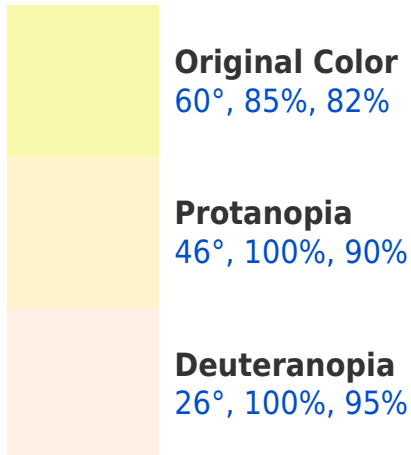 Original Color
60°, 85%, 82%
Protanopia
46°, 100%, 90%
Deuteranopia
26°, 100%, 95%